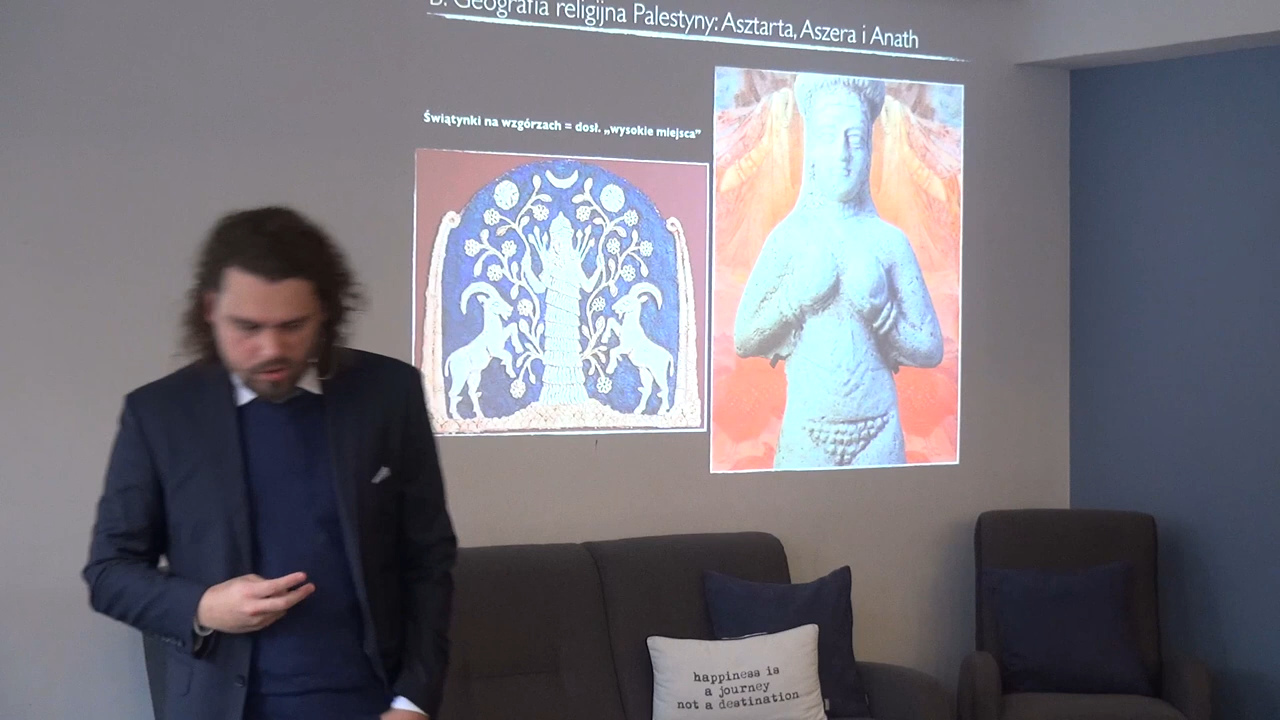 B. Geografia religijna Palestyny: Asztarta, Aszera i Anath
Świątynki na wzgórzach = dosł. „wysokie miejsca”
happiness is
a journey
not a destination